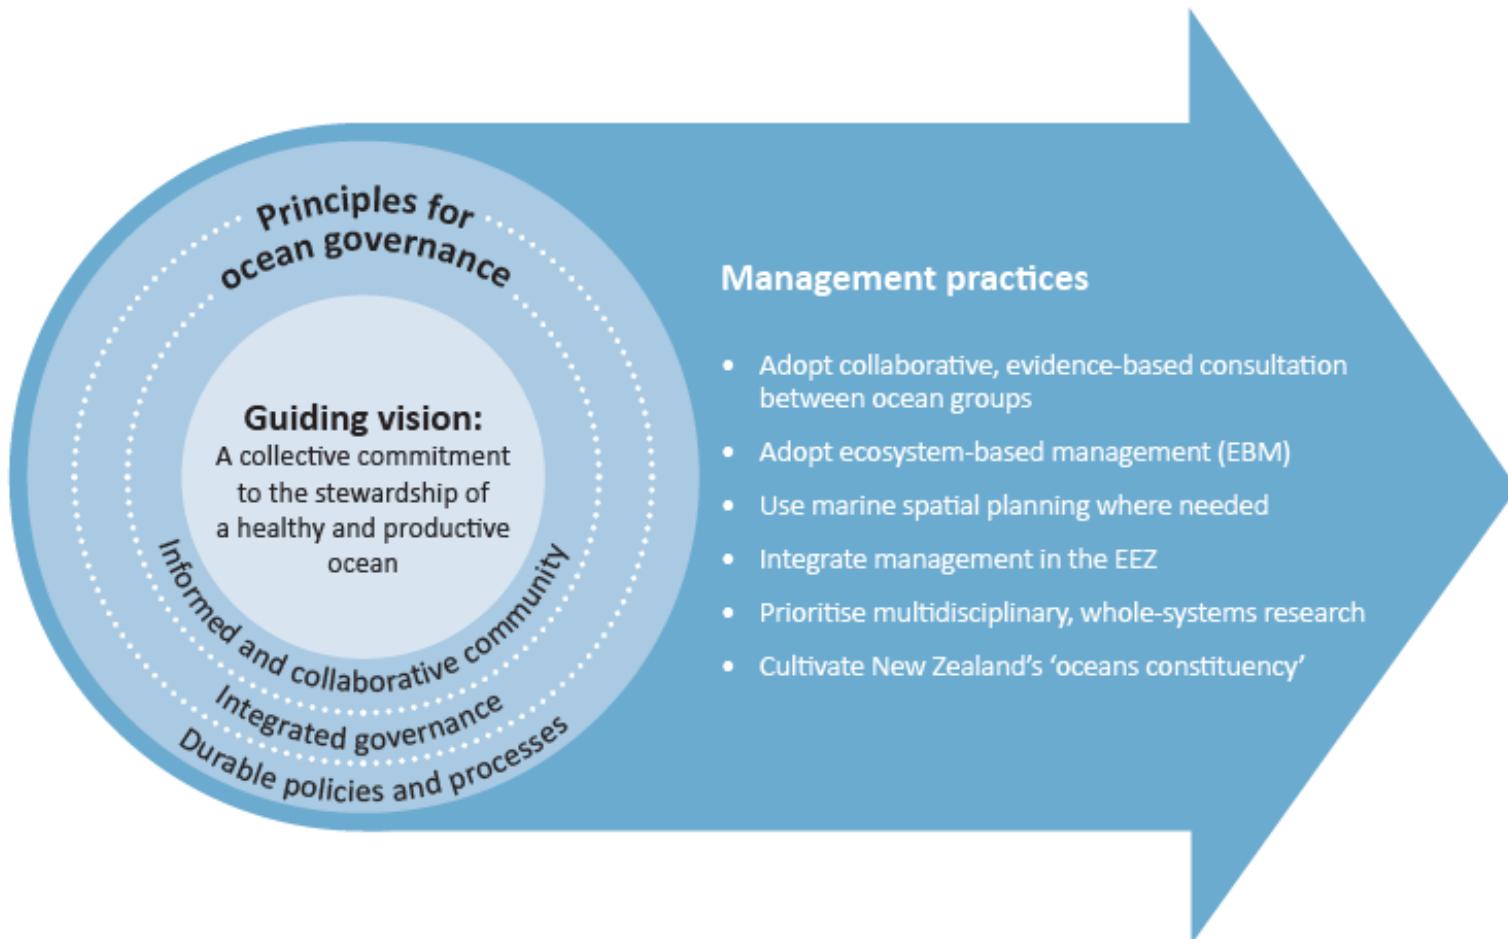 Principles for
ocean governance
Guiding vision:
A collective commitment
to the stewardship of
a healthy and productive
ocean
Informed and collaborative community
Integrated governance
Durable policies and processes
Management practices
• Adopt collaborative, evidence-based consultation
between ocean groups
• Adopt ecosystem-based management (EBM)
• Use marine spatial planning where needed
• Integrate management in the EEZ
• Prioritise multidisciplinary, whole-systems research
• Cultivate New Zealand’s ‘oceans constituency’